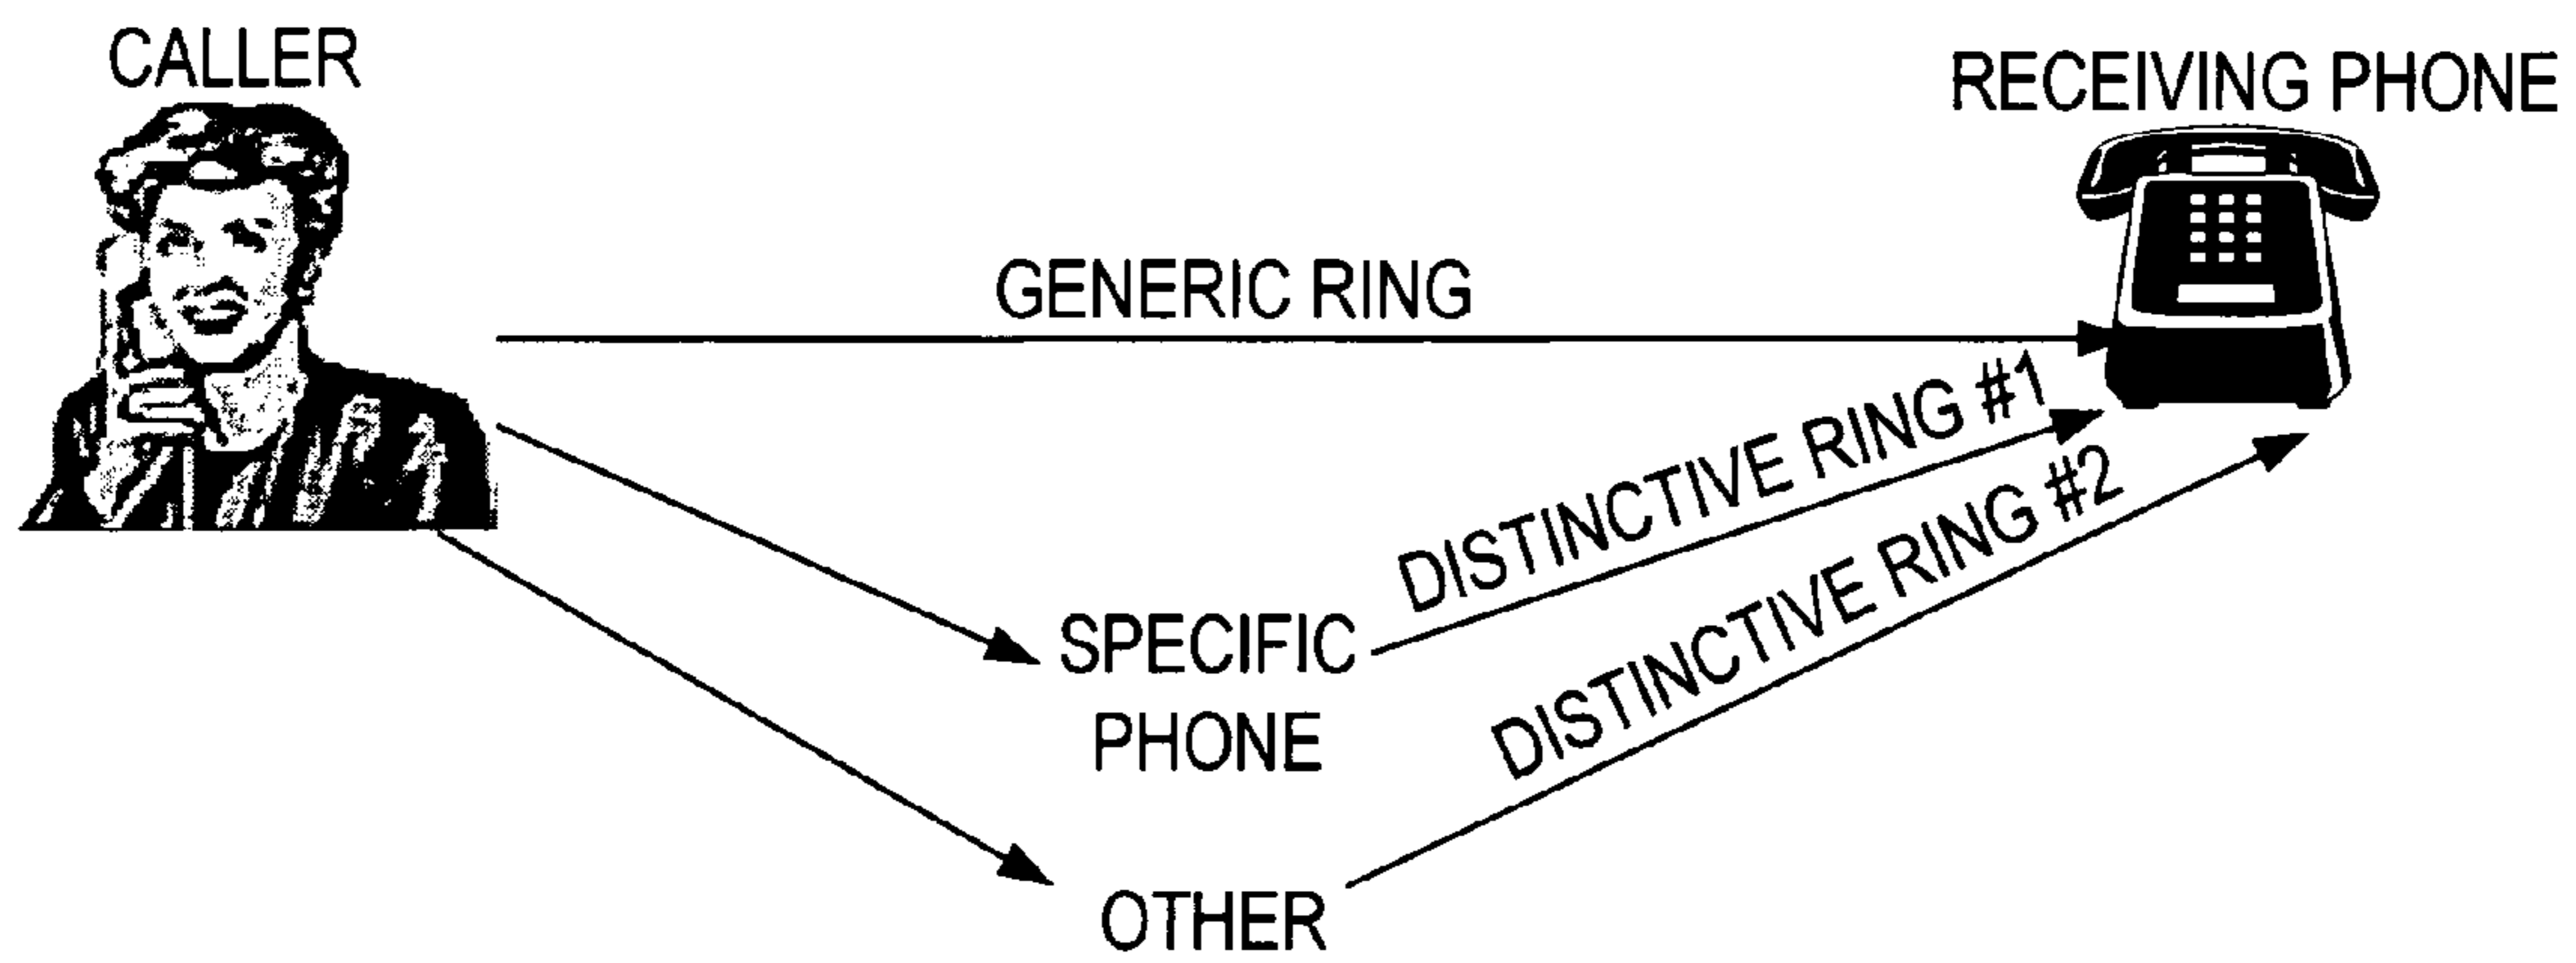 CALLER
RECEIVING PHONE
GENERIC RING
DISTINCTIVE RING #1
DISTINCTIVE RING #2
SPECIFIC
PHONE
OTHER